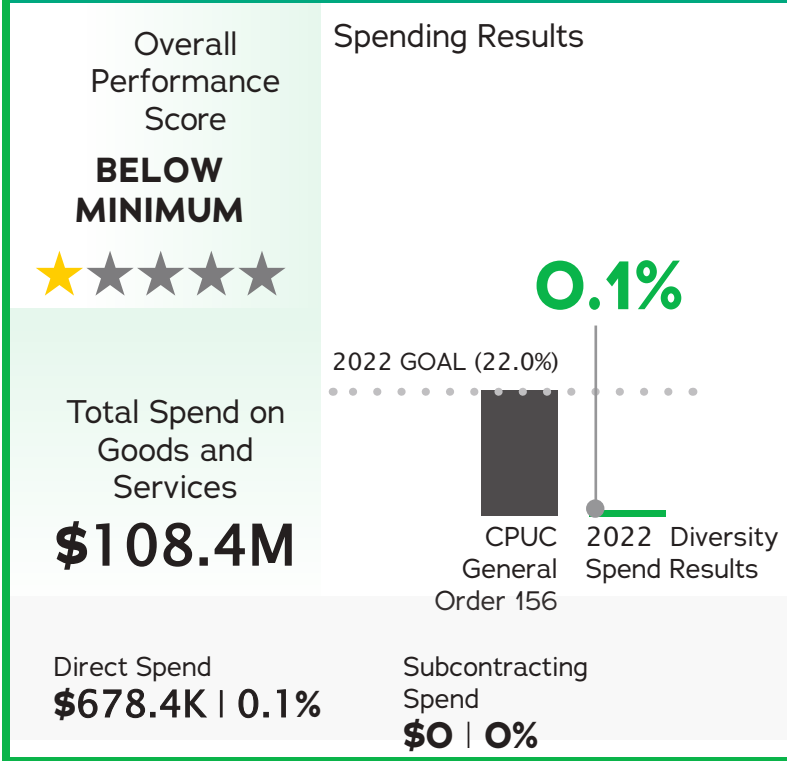 Overall
Performance
Score
BELOW
MINIMUM
Total Spend on
Goods and
Services
$108.4M
Spending Results
0.1%
2022 GOAL (22.0%)
CPUC
General
Order 156
2022 Diversity
Spend Results
Direct Spend
$678.4K | 0.1%
Subcontracting
Spend
$0 | 0%